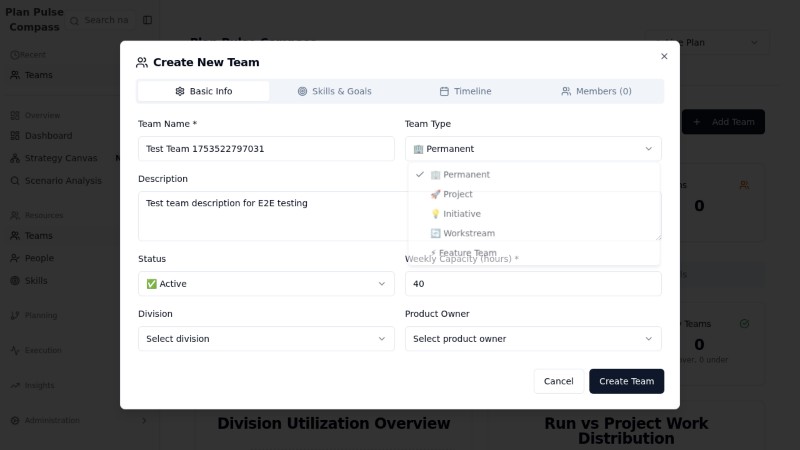 Plan Pulse
Compass
Search na
Recent
Teams
Overview
Dashboard
Strategy Canvas
Scenario Analysis
Resources
Teams
People
Skills
Planning
Execution
Insights
Administration
Plan
Add Team
0
Teams
0
over, 0 under
Division Utilization Overview
Run vs Project Work
Distribution
Create New Team
Basic Info
Skills & Goals
Timeline
Members (0)
Team Name *
Team Type
Test Team 1753522797031
🏢 Permanent
Description
Test team description for E2E testing
🏢 Permanent
🚀 Project
💡 Initiative
🔄 Workstream
⚡ Feature Team
Status
Weekly Capacity (hours) *
✅ Active
40
Division
Product Owner
Select division
Select product owner
Cancel
Create Team